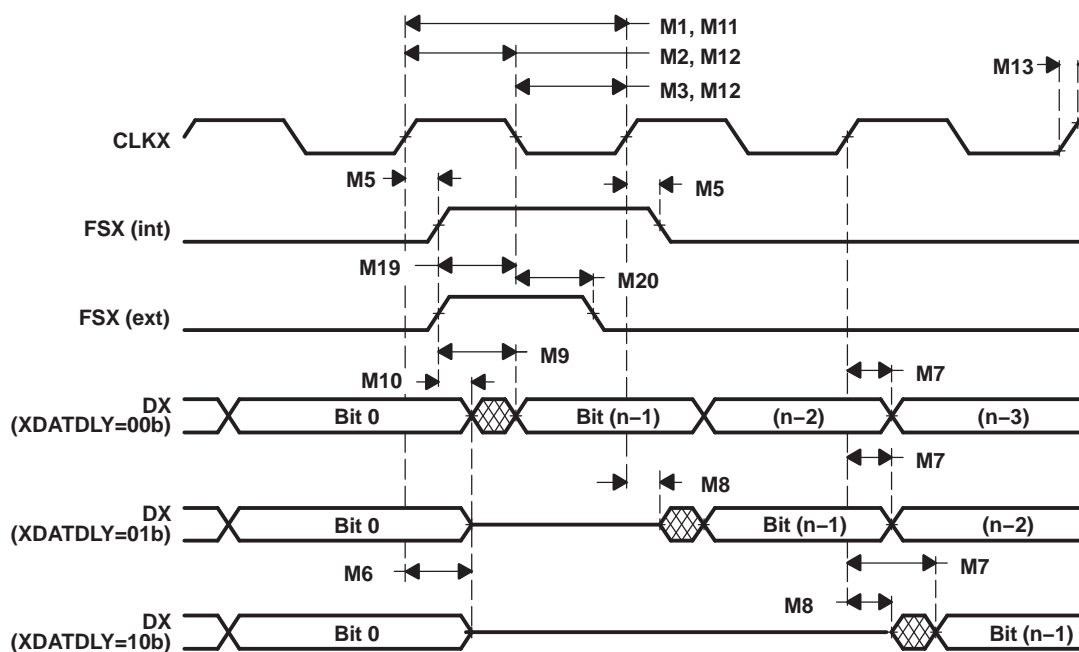 M1, M11
M2, M12
M13
M3, M12
CLKX
M5
M5
FSX (int)
M19
M20
FSX (ext)
M9
M10
M7
DX
(XDATDLY=00b)
Bit 0
Bit (n−1)
(n−2)
(n−3)
M7
M8
DX
(XDATDLY=01b)
Bit 0
Bit (n−1)
(n−2)
M6
M7
M8
DX
(XDATDLY=10b)
Bit 0
Bit (n−1)